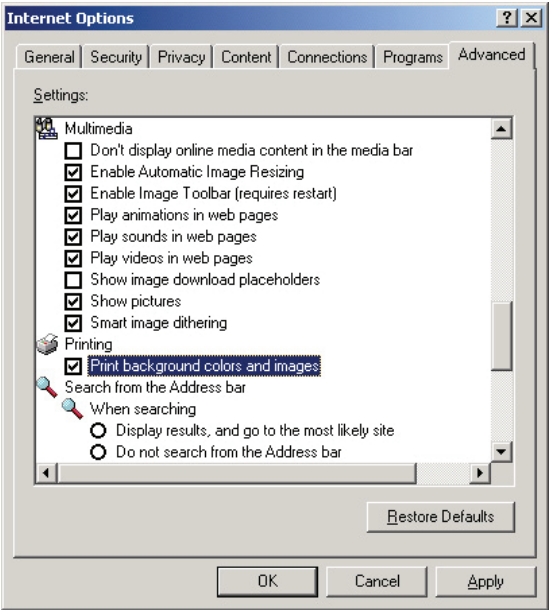 Internet Options
General Security Privacy Content Connections Programs Advanced
Settings:
Multimedia
Don't display online media content in the media bar
Enable Automatic Image Resizing
Enable Image Toolbar (requires restart)
Play animations in web pages
Play sounds in web pages
Play videos in web pages
Show image download placeholders
Show pictures
Smart image dithering
Printing
Print background colors and images
Search from the Address bar
When searching
Display results, and go to the most likely site
Do not search from the Address bar
Restore Defaults
OK Cancel Apply